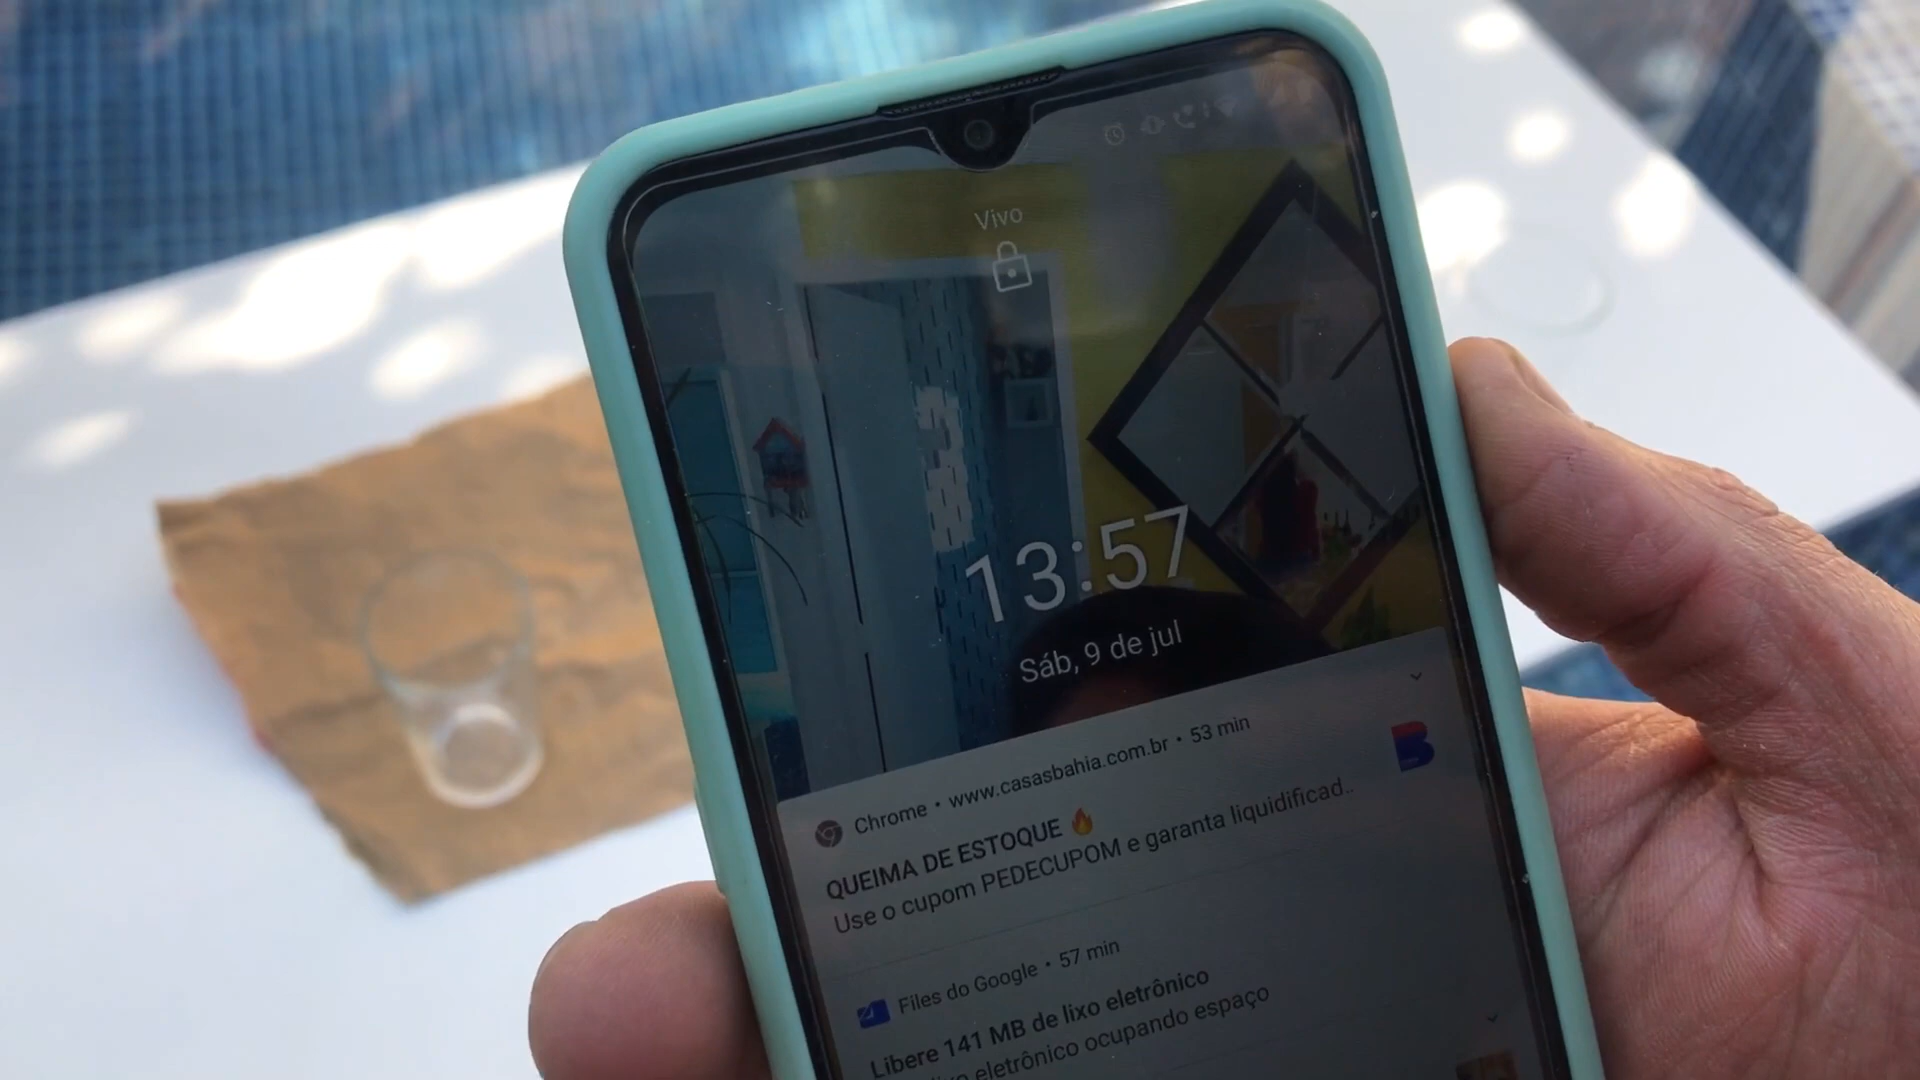 Vivo
13:57
Sáb, 9 de jul
Chrome • www.casasbahia.com.br • 53 min
QUEIMA DE ESTOQUE 🔥
Use o cupom PEDECUPOM e garanta liquidificad..
Files do Google • 57 min
Libere 141 MB de lixo eletrônico
eletrônico ocupando espaço